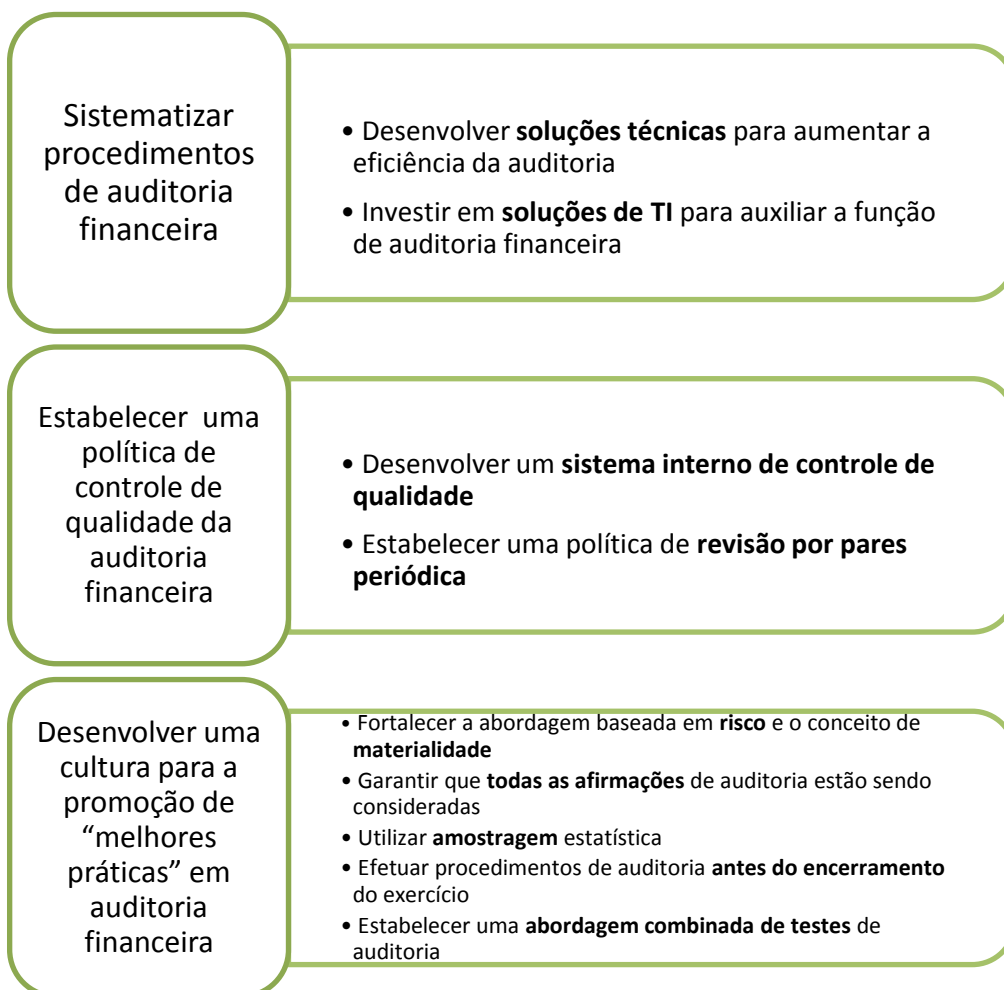 Sistematizar
procedimentos
de auditoria
financeira
• Desenvolver soluções técnicas para aumentar a
eficiência da auditoria
• Investir em soluções de TI para auxiliar a função
de auditoria financeira
Estabelecer uma
política de
controle de
qualidade da
auditoria
financeira
• Desenvolver um sistema interno de controle de
qualidade
• Estabelecer uma política de revisão por pares
periódica
Desenvolver uma
cultura para a
promoção de
“melhores
práticas” em
auditoria
financeira
• Fortalecer a abordagem baseada em risco e o conceito de
materialidade
• Garantir que todas as afirmações de auditoria estão sendo
consideradas
• Utilizar amostragem estatística
• Efetuar procedimentos de auditoria antes do encerramento
do exercício
• Estabelecer uma abordagem combinada de testes de
auditoria